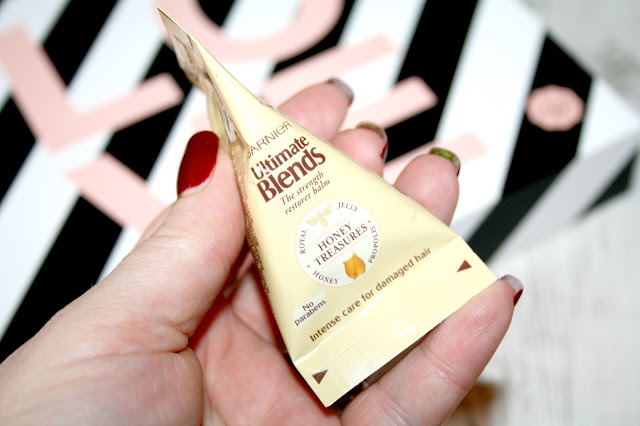 GARNIER
Ultimate
Blends
The strength
restorer balm
ROYAL JELLY
HONEY
TREASURES
HONEY
PROPOLIS
No
parabens
Intense care for damaged hair